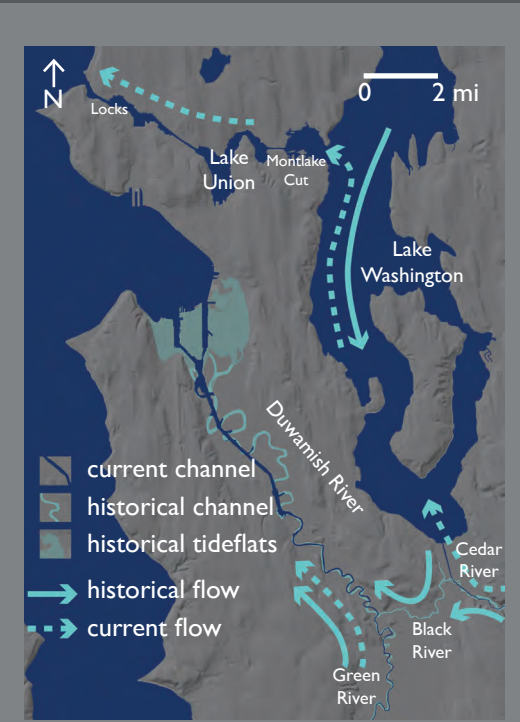 N
0 2 mi
Locks
Lake
Union
Montlake
Cut
Lake
Washington
Duwamish River
current channel
historical channel
historical tideflats
historical flow
current flow
Cedar
River
Black
River
Green
River